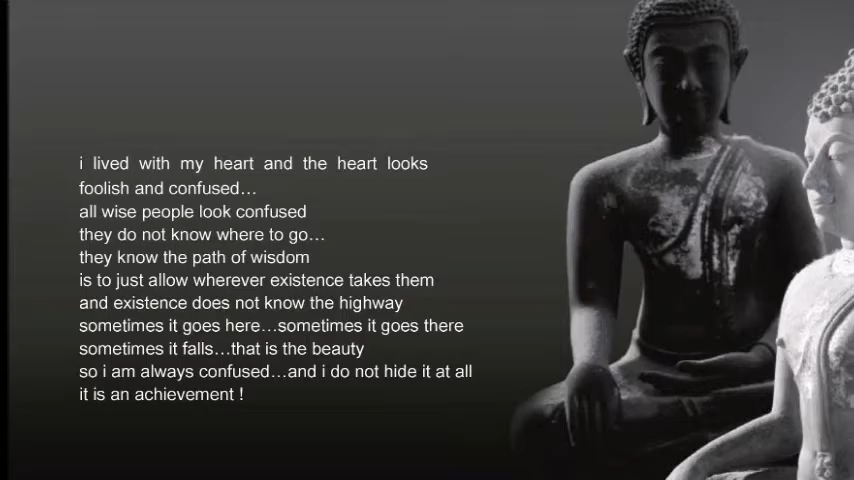 i lived with my heart and the heart looks
foolish and confused…
all wise people look confused
they do not know where to go…
they know the path of wisdom
is to just allow wherever existence takes them
and existence does not know the highway
sometimes it goes here…sometimes it goes there
sometimes it falls…that is the beauty
so i am always confused…and i do not hide it at all
it is an achievement !